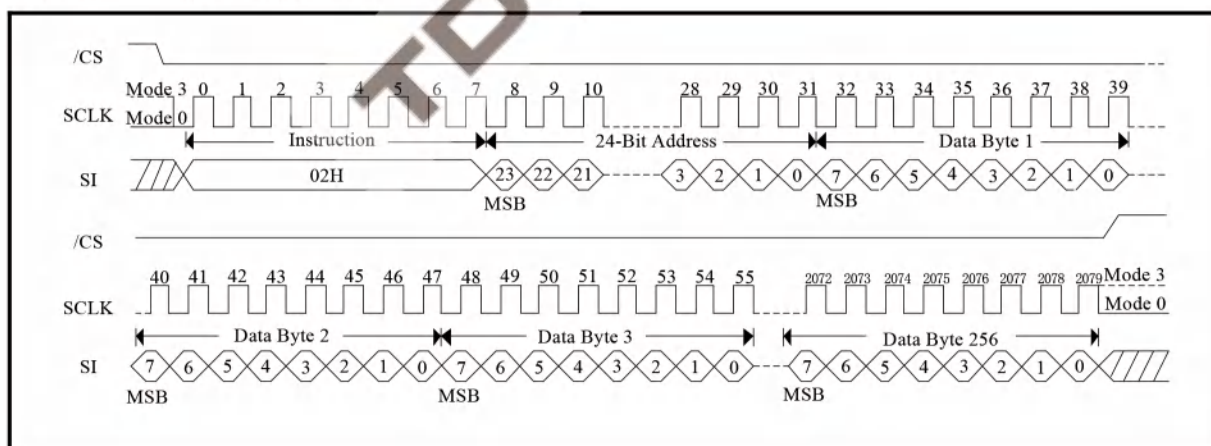 TD
/CS
Mode 3 0 1 2 3 4 5 6 7 8 9 10 28 29 30 31 32 33 34 35 36 37 38 39
SCLK Mode 0
Instruction 24-Bit Address Data Byte 1
SI 02H 23 22 21 3 2 1 0 7 6 5 4 3 2 1 0
MSB MSB
/CS
40 41 42 43 44 45 46 47 48 49 50 51 52 53 54 55 2072 2073 2074 2075 2076 2077 2078 2079 Mode 3
SCLK Mode 0
Data Byte 2 Data Byte 3 Data Byte 256
SI 7 6 5 4 3 2 1 0 7 6 5 4 3 2 1 0 7 6 5 4 3 2 1 0
MSB MSB MSB